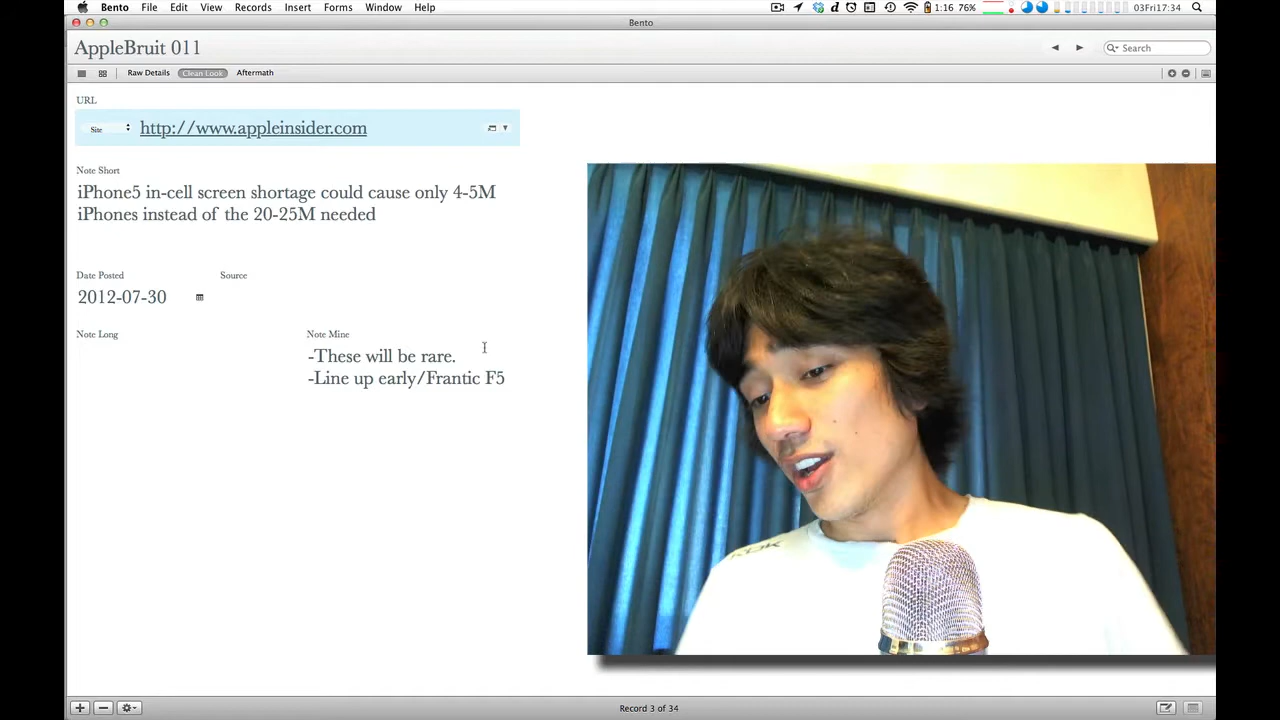 Bento File Edit View Records Insert Forms Window Help 1:16 76% 03Fri17:34
Bento
AppleBruit 011
Search
Raw Details Clean Look Aftermath
URL
Site http://www.appleinsider.com
Note Short
iPhone5 in-cell screen shortage could cause only 4-5M
iPhones instead of the 20-25M needed
Date Posted Source
2012-07-30
Note Long Note Mine
-These will be rare.
-Line up early/Frantic F5
Record 3 of 34